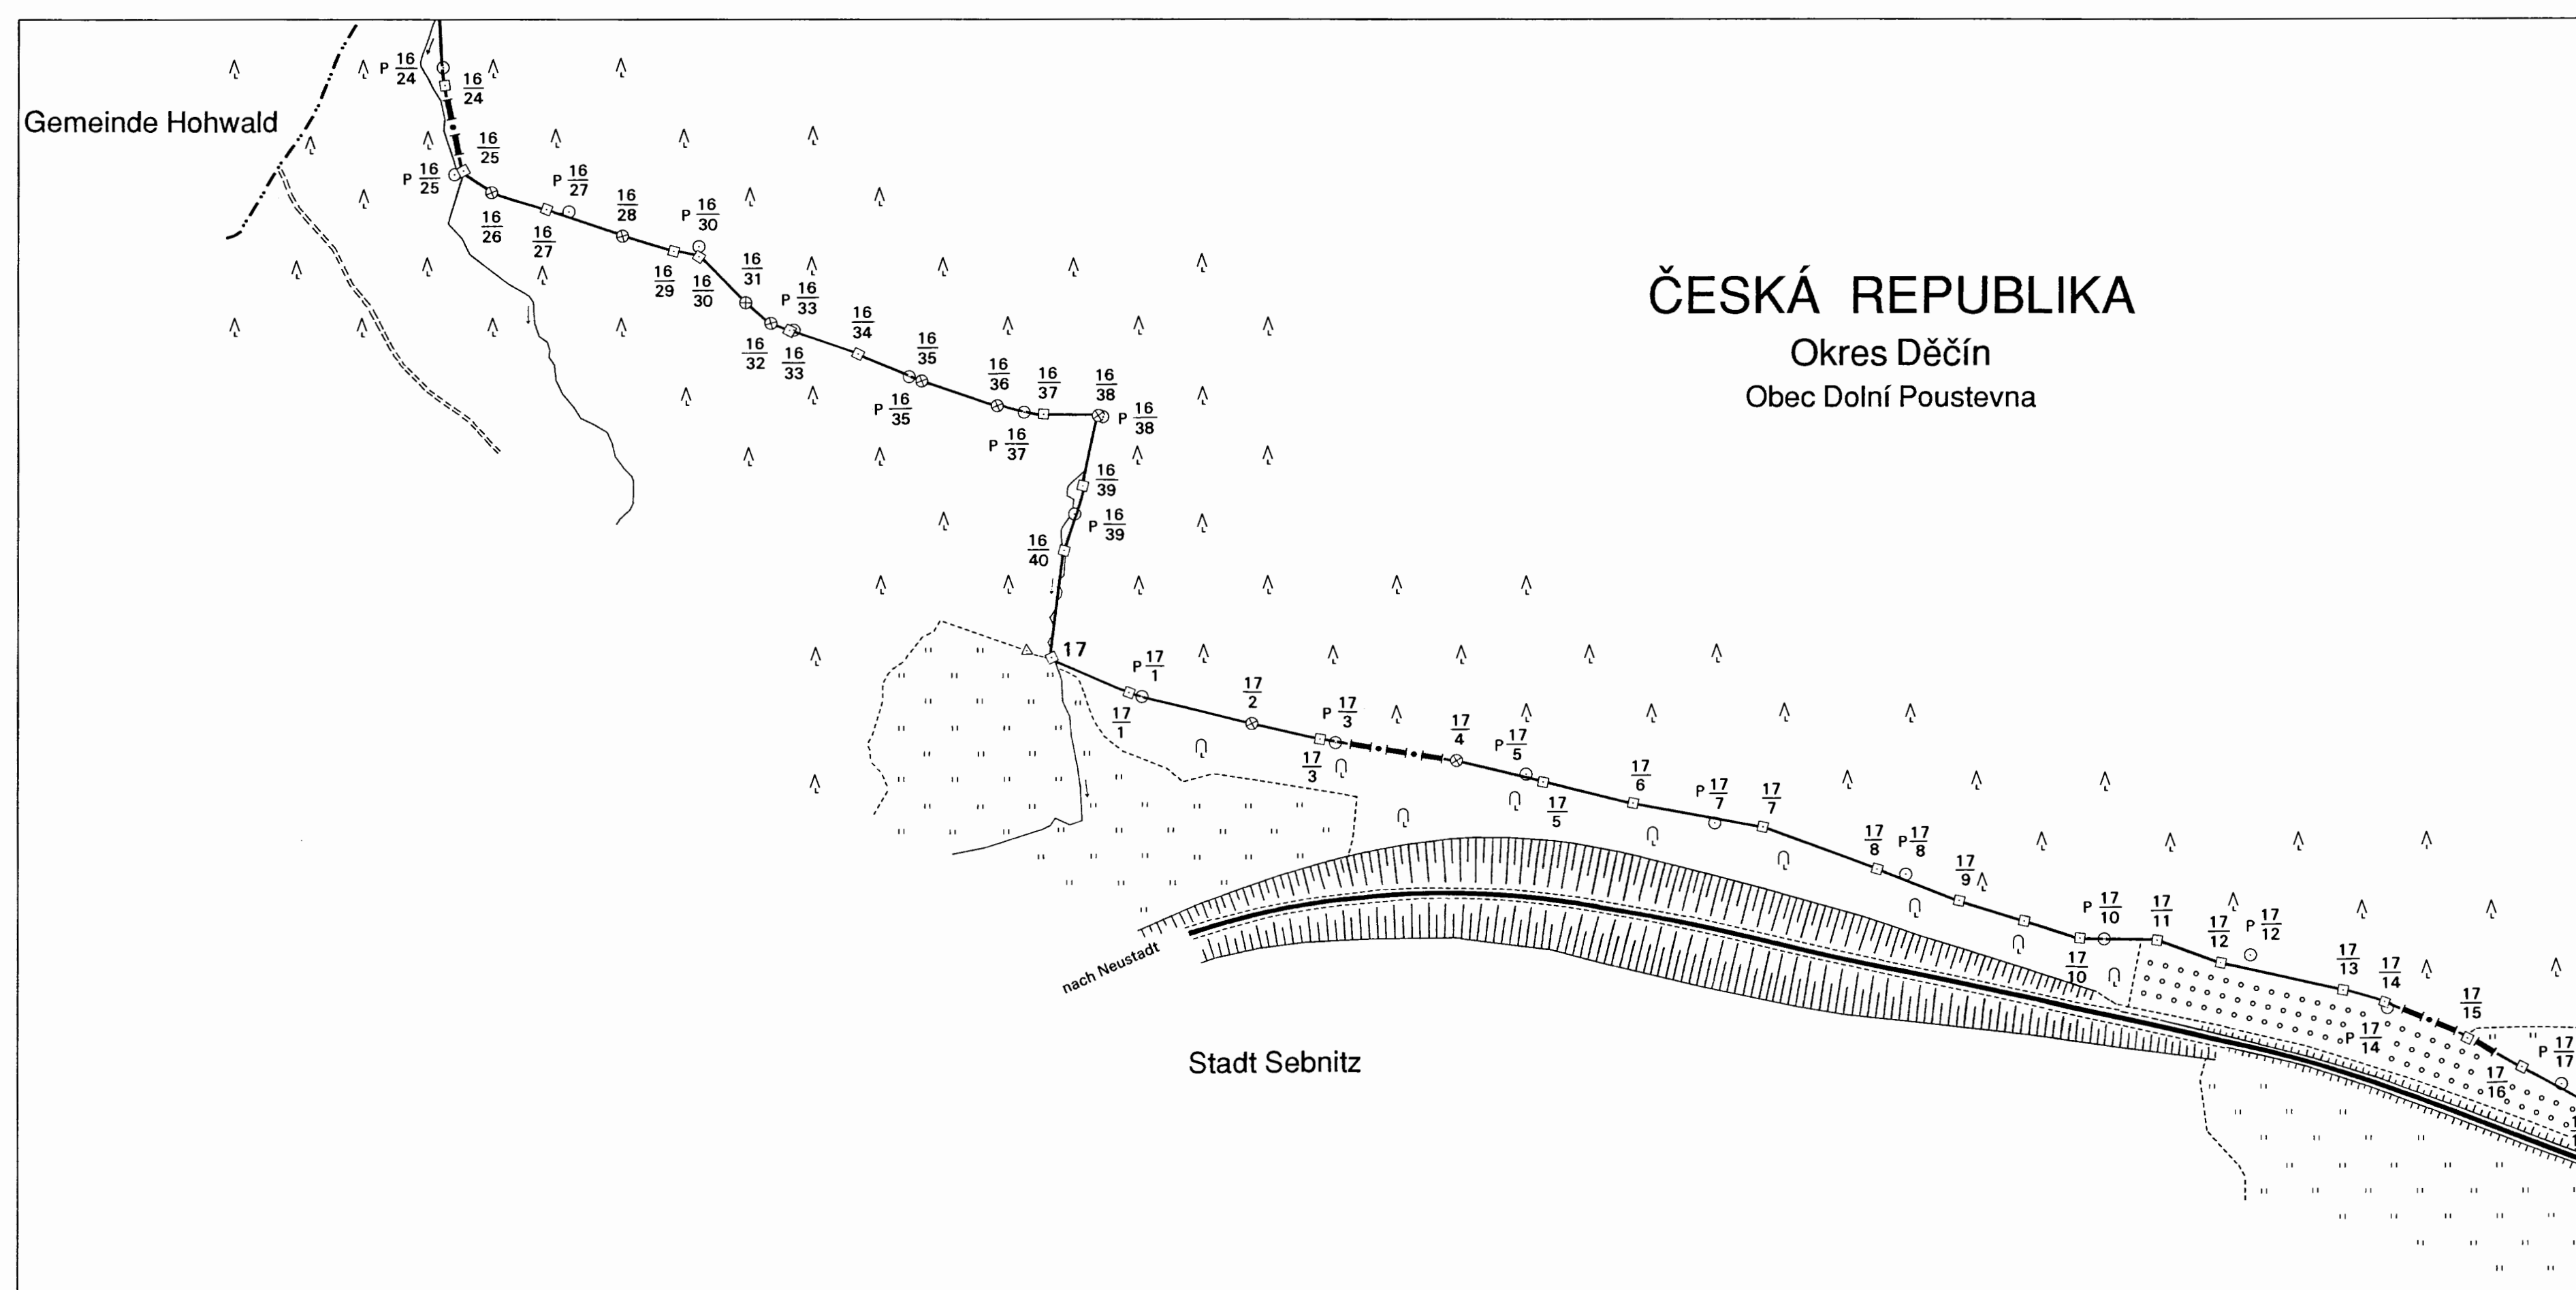 P 16/24
16/24
Gemeinde Hohwald
16/25
P 16/25
P 16/27
16/26
16/27
16/28
P 16/30
16/29
16/30
16/31
P 16/33
16/32
16/33
16/34
16/35
P 16/35
16/36
16/37
16/38
P 16/38
P 16/37
16/39
P 16/39
16/40
ČESKÁ REPUBLIKA
Okres Děčín
Obec Dolní Poustevna
17
P 17/1
17/1
17/2
P 17/3
17/3
17/4
P 17/5
17/5
17/6
P 17/7
17/7
17/8
P 17/8
17/9
P 17/10
17/10
17/11
17/12
P 17/12
17/13
17/14
P 17/14
17/15
17/16
P 17/17
nach Neustadt
Stadt Sebnitz